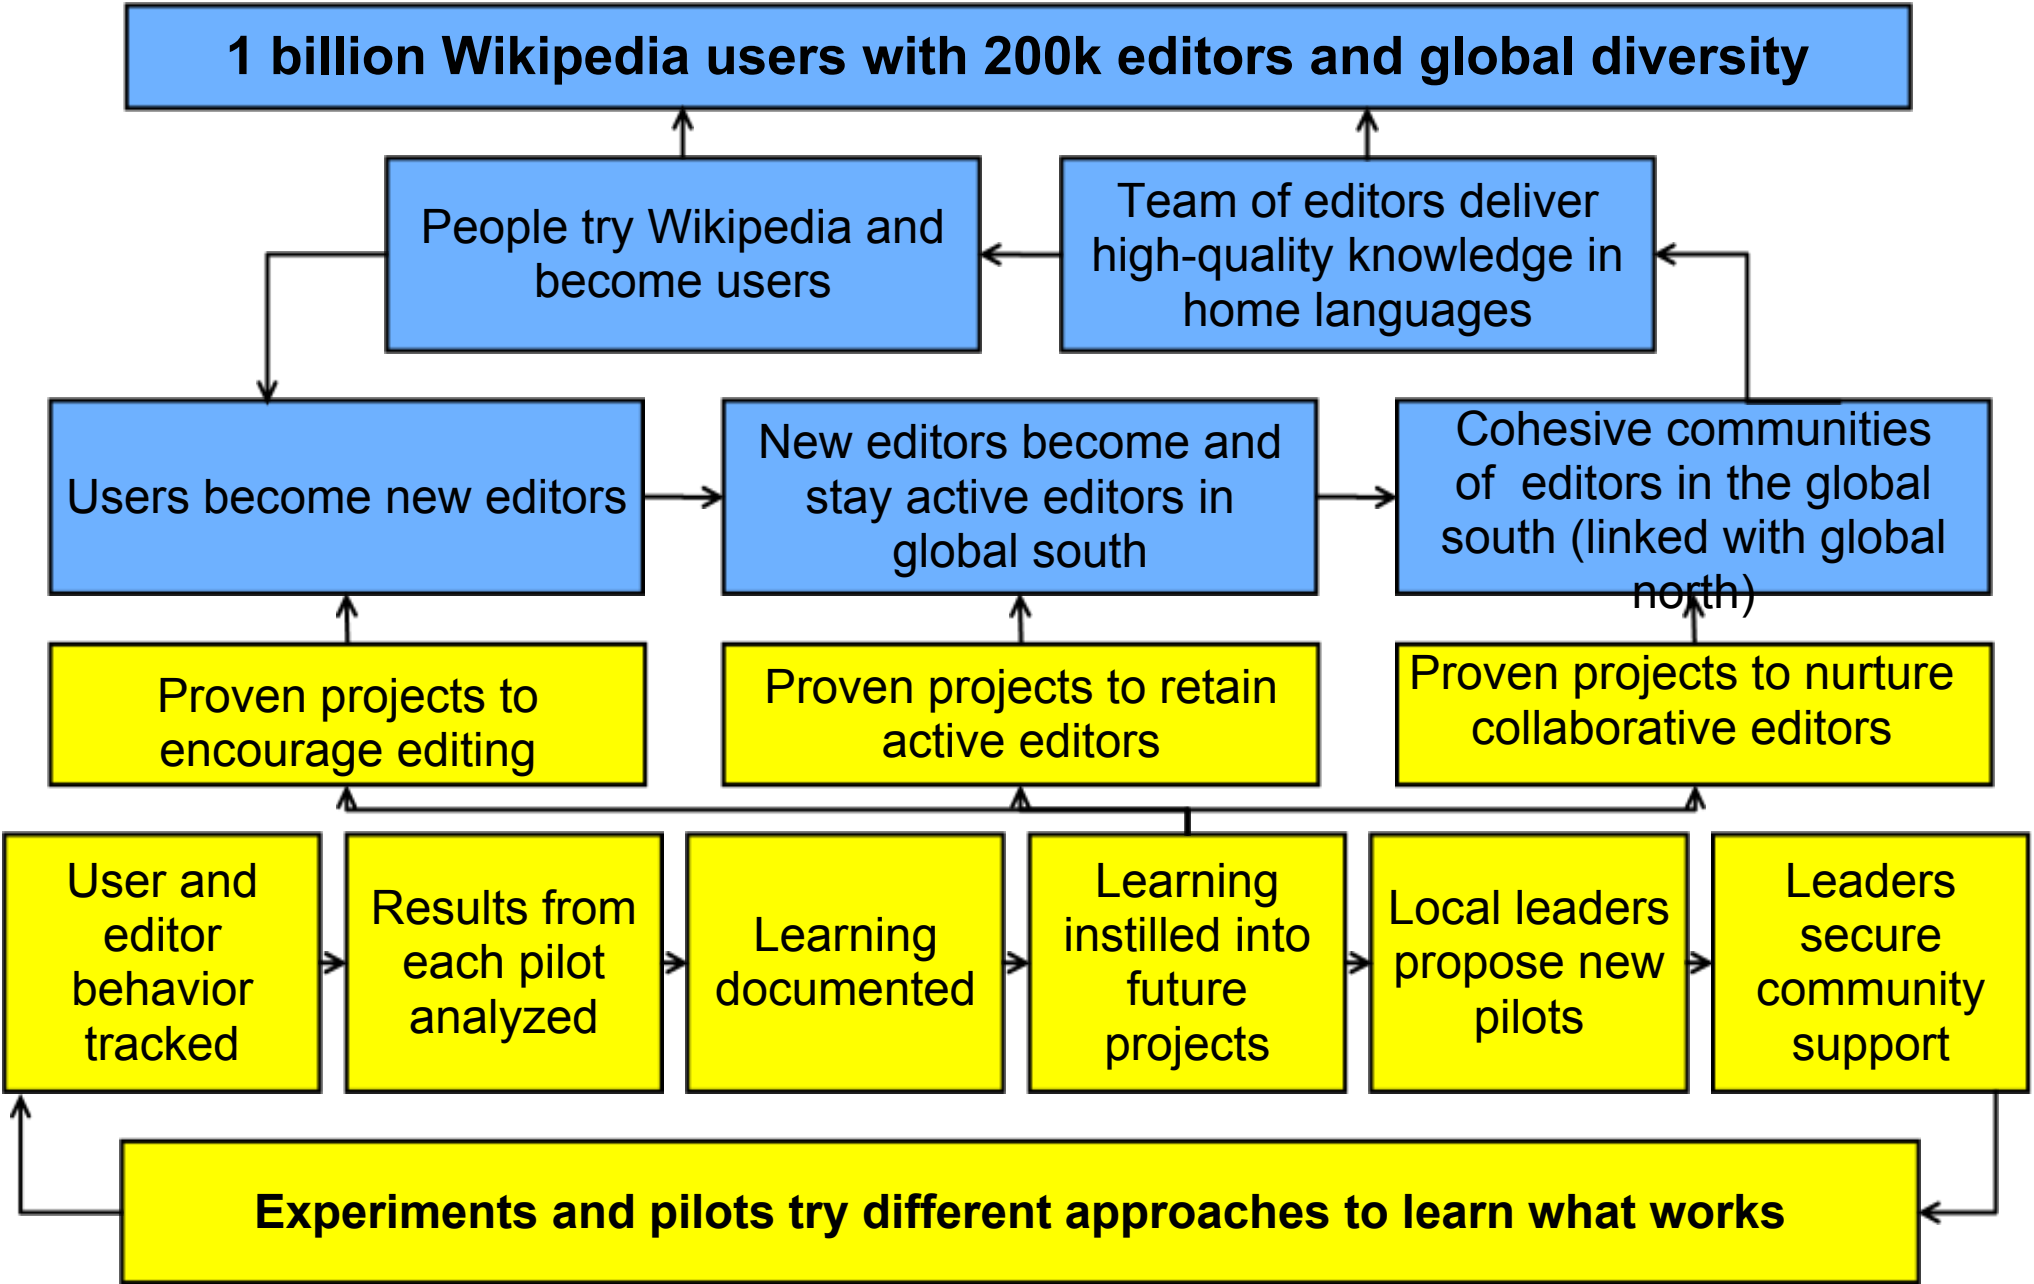 1 billion Wikipedia users with 200k editors and global diversity
People try Wikipedia and
become users
Team of editors deliver
high-quality knowledge in
home languages
Users become new editors
New editors become and
stay active editors in
global south
Cohesive communities
of  editors in the global
south (linked with global
north)
Proven projects to
encourage editing
Proven projects to retain
active editors
Proven projects to nurture
collaborative editors
User and
editor
behavior
tracked
Results from
each pilot
analyzed
Learning
documented
Learning
instilled into
future
projects
Local leaders
propose new
pilots
Leaders
secure
community
support
Experiments and pilots try different approaches to learn what works